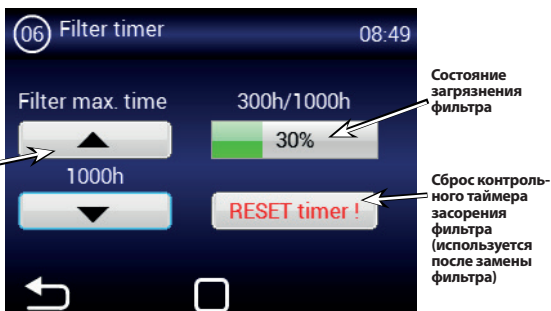 06 Filter timer 08:49
Filter max. time
300h/1000h
30%
1000h
RESET timer !
Состояние
загрязнения
фильтра
Сброс контроль-
ного таймера
засорения
фильтра
(используется
после замены
фильтра)